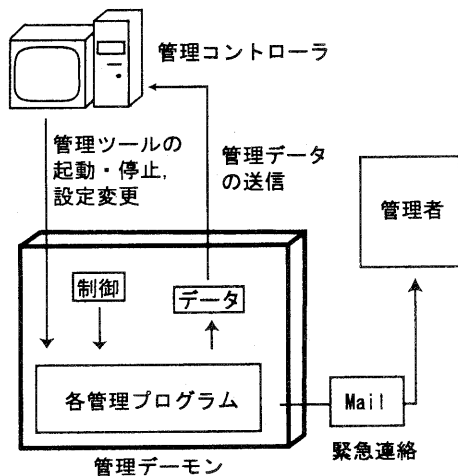 管理コントローラ
管理ツールの
起動・停止,
設定変更
管理データ
の送信
管理者
制御
データ
各管理プログラム
Mail
緊急連絡
管理デーモン